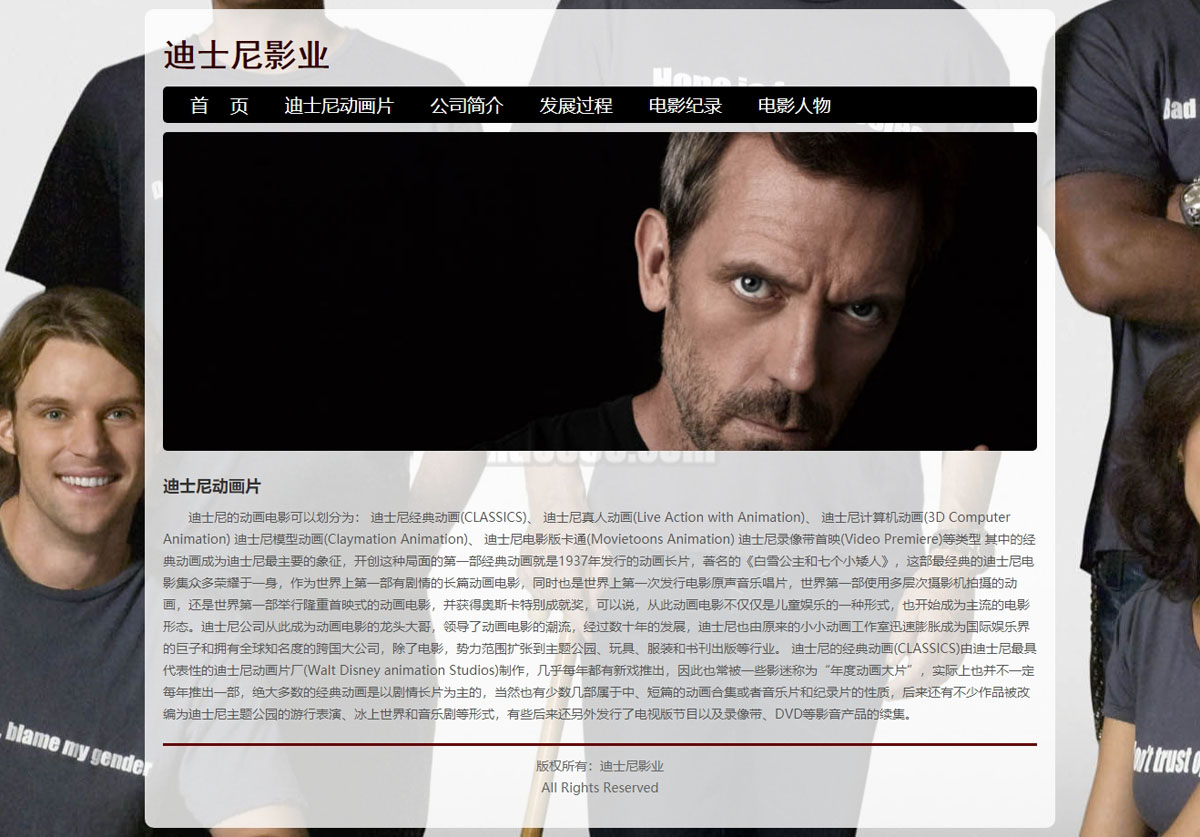 迪士尼影业
首 页 迪士尼动画片 公司简介 发展过程 电影纪录 电影人物
Bad
迪士尼动画片
迪士尼的动画电影可以划分为： 迪士尼经典动画(CLASSICS)、 迪士尼真人动画(Live Action with Animation)、 迪士尼计算机动画(3D Computer
Animation) 迪士尼模型动画(Claymation Animation)、 迪士尼电影版卡通(Movietoons Animation) 迪士尼录像带首映(Video Premiere)等类型 其中的经
典动画成为迪士尼最主要的象征，开创这种局面的第一部经典动画就是1937年发行的动画长片，著名的《白雪公主和七个小矮人》，这部最经典的迪士尼电
影集众多荣耀于一身，作为世界上第一部有剧情的长篇动画电影，同时也是世界上第一次发行电影原声音乐唱片，世界第一部使用多层次摄影机拍摄的动
画，还是世界第一部举行隆重首映式的动画电影，并获得奥斯卡特别成就奖，可以说，从此动画电影不仅仅是儿童娱乐的一种形式，也开始成为主流的电影
形态。迪士尼公司从此成为动画电影的龙头大哥，领导了动画电影的潮流，经过数十年的发展，迪士尼也由原来的小小动画工作室迅速膨胀成为国际娱乐界
的巨子和拥有全球知名度的跨国大公司，除了电影，势力范围扩张到主题公园、玩具、服装和书刊出版等行业。 迪士尼的经典动画(CLASSICS)由迪士尼最具
代表性的迪士尼动画片厂(Walt Disney animation Studios)制作，几乎每年都有新戏推出，因此也常被一些影迷称为“年度动画大片”，实际上也并不一定
每年推出一部，绝大多数的经典动画是以剧情长片为主的，当然也有少数几部属于中、短篇的动画合集或者音乐片和纪录片的性质，后来还有不少作品被改
编为迪士尼主题公园的游行表演、冰上世界和音乐剧等形式，有些后来还另外发行了电视版节目以及录像带、DVD等影音产品的续集。
, blame my gender
trust
版权所有：迪士尼影业
All Rights Reserved